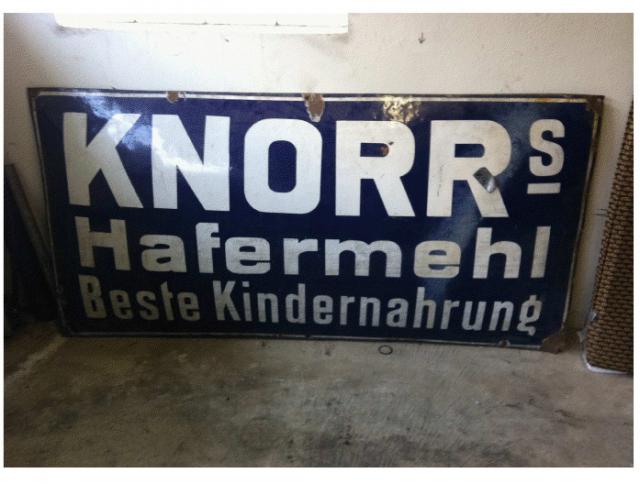 KNORRS
Hafermehl
Beste Kindernahrung